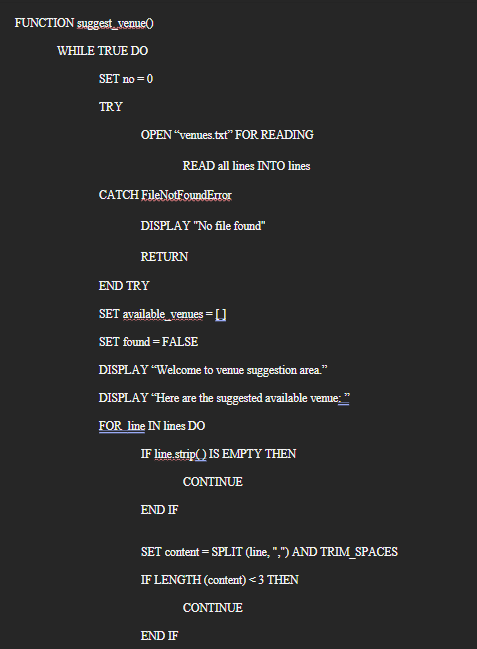 FUNCTION suggest_venue()
WHILE TRUE DO
SET no = 0
TRY
OPEN “venues.txt” FOR READING
READ all lines INTO lines
CATCH FileNotFoundError
DISPLAY "No file found"
RETURN
END TRY
SET available_venues = [ ]
SET found = FALSE
DISPLAY “Welcome to venue suggestion area.”
DISPLAY “Here are the suggested available venue: ”
FOR line IN lines DO
IF line.strip( ) IS EMPTY THEN
CONTINUE
END IF
SET content = SPLIT (line, ",") AND TRIM_SPACES
IF LENGTH (content) < 3 THEN
CONTINUE
END IF